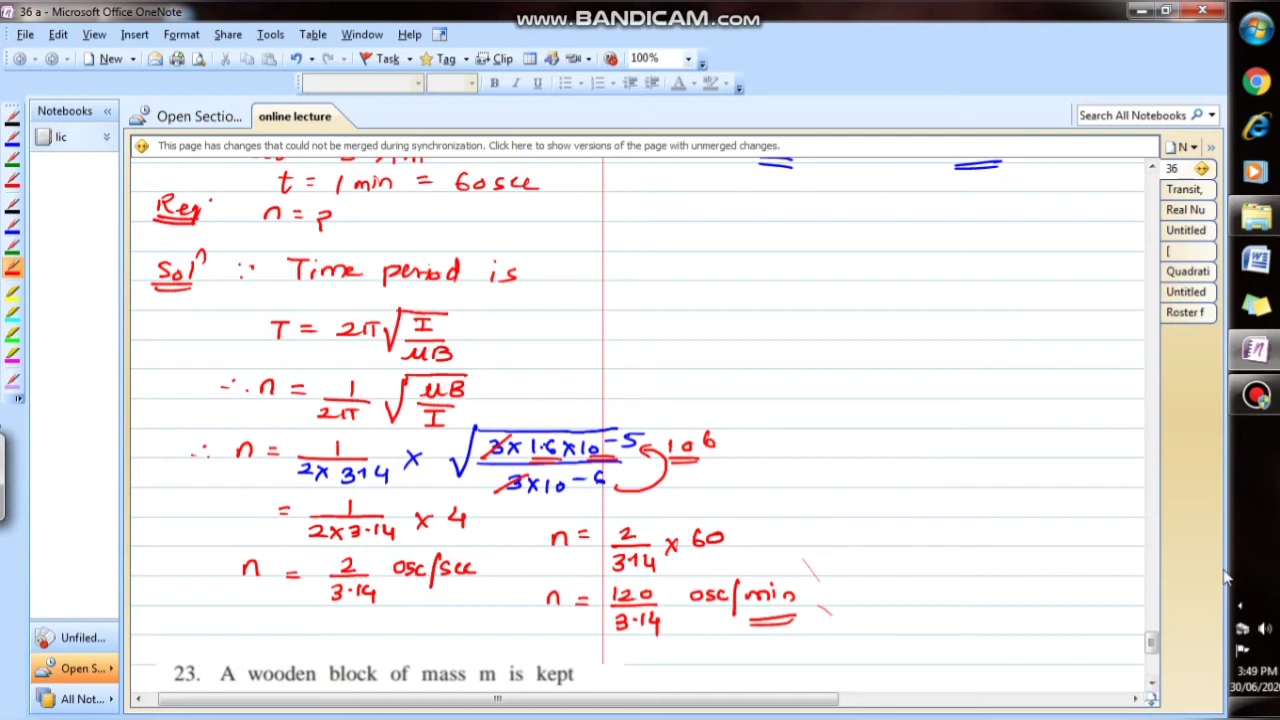 36 a - Microsoft Office OneNote
www.BANDICAM.com
File Edit View Insert Format Share Tools Table Window Help
New Task Tag Clip 100%
B I U A
Notebooks «
Open Sectio...
online lecture
Search All Notebooks
lic
This page has changes that could not be merged during synchronization. Click here to show versions of the page with unmerged changes.
N »
36
Transit,
Real Nu
Untitled
[
Quadrati
Untitled
Roster f
t = 1 min = 60 sec
Req: n = ?
Solⁿ ∵ Time period is
T = 2π √(I/μB)
∴ n = 1/2π √(μB/I)
∴ n = 1/(2 × 3.14) × √((3 × 1.6 × 10 -5)/(3 × 10 -6)) 10⁶
= 1/(2 × 3.14) × 4
n = 2/3.14 osc/sec
n = 2/3.14 × 60
n = 120/3.14 osc/min
23. A wooden block of mass m is kept
Unfiled...
Open S...
All Not...
3:49 PM
30/06/202